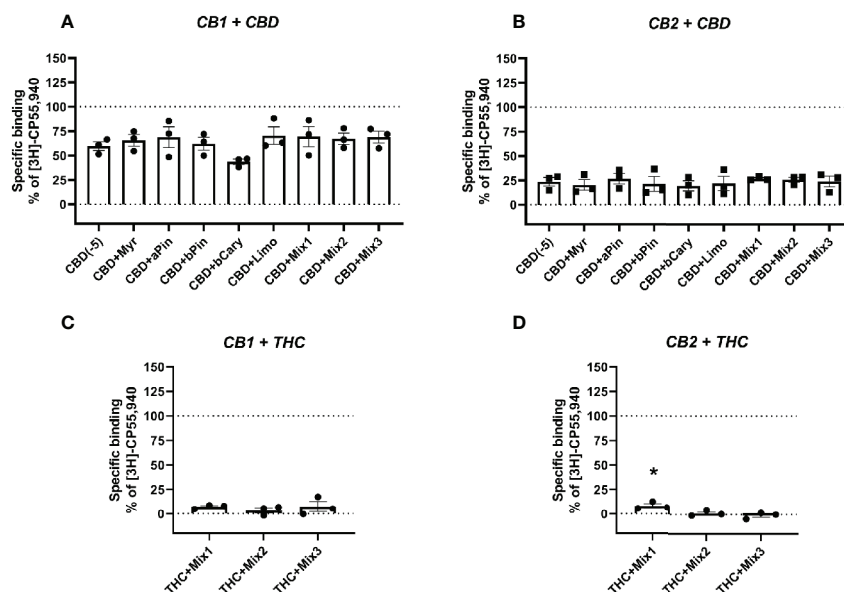 A
CB1 + CBD
Specific binding
% of [3H]-CP55,940
150
125
100
75
50
25
0
CBD(-5)
CBD+Myr
CBD+aPin
CBD+bPin
CBD+bCary
CBD+Limo
CBD+Mix1
CBD+Mix2
CBD+Mix3
B
CB2 + CBD
Specific binding
% of [3H]-CP55,940
150
125
100
75
50
25
0
CBD(-5)
CBD+Myr
CBD+aPin
CBD+bPin
CBD+bCary
CBD+Limo
CBD+Mix1
CBD+Mix2
CBD+Mix3
C
CB1 + THC
Specific binding
% of [3H]-CP55,940
150
125
100
75
50
25
0
THC+Mix1
THC+Mix2
THC+Mix3
D
CB2 + THC
Specific binding
% of [3H]-CP55,940
150
125
100
75
50
25
0
*
THC+Mix1
THC+Mix2
THC+Mix3